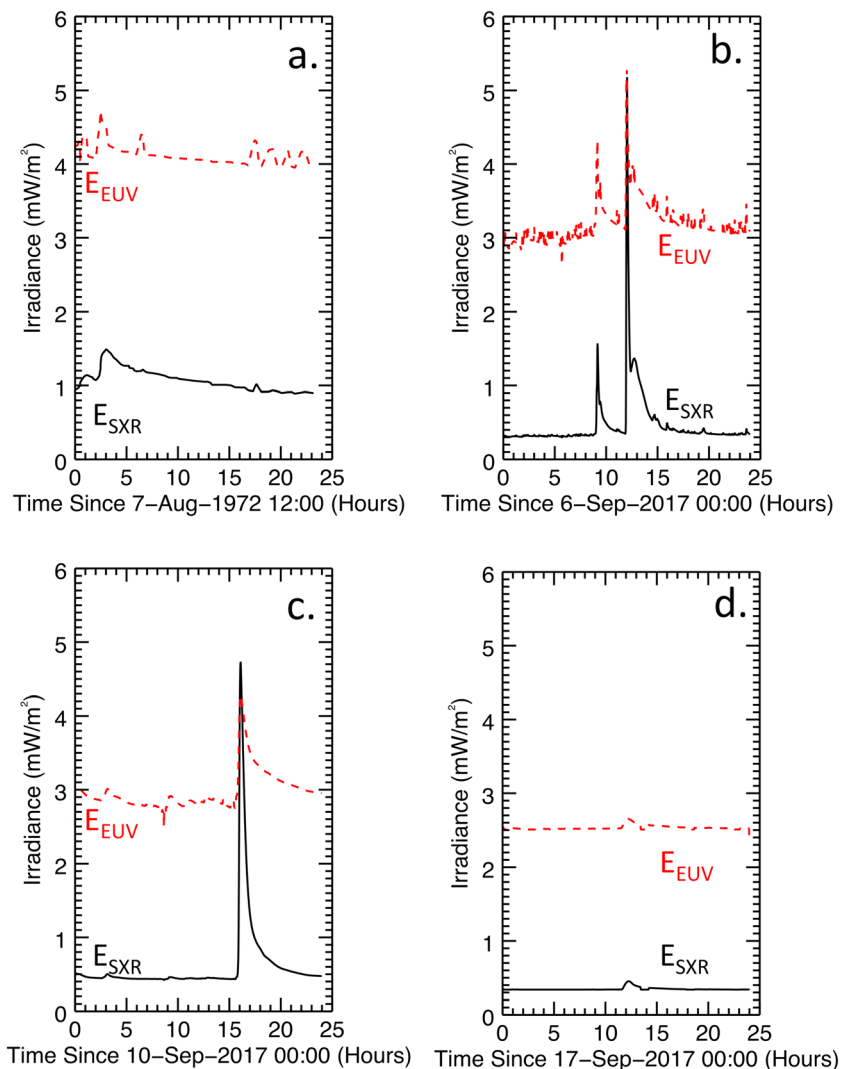 a.
6
5
4
3
2
1
0
Irradiance (mW/m²)
E_EUV
E_SXR
0 5 10 15 20 25
Time Since 7-Aug-1972 12:00 (Hours)
b.
6
5
4
3
2
1
0
Irradiance (mW/m²)
E_EUV
E_SXR
0 5 10 15 20 25
Time Since 6-Sep-2017 00:00 (Hours)
c.
6
5
4
3
2
1
0
Irradiance (mW/m²)
E_EUV
E_SXR
0 5 10 15 20 25
Time Since 10-Sep-2017 00:00 (Hours)
d.
6
5
4
3
2
1
0
Irradiance (mW/m²)
E_EUV
E_SXR
0 5 10 15 20 25
Time Since 17-Sep-2017 00:00 (Hours)